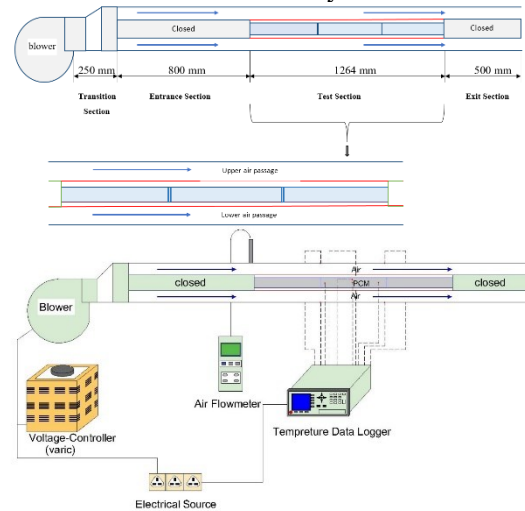 blower
Closed
Closed
250 mm
800 mm
1264 mm
500 mm
Transition
Section
Entrance Section
Test Section
Exit Section
Upper air passage
Lower air passage
Air
Blower
closed
PCM
closed
Air
Voltage-Controller
(varic)
Air Flowmeter
Tempreture Data Logger
Electrical Source